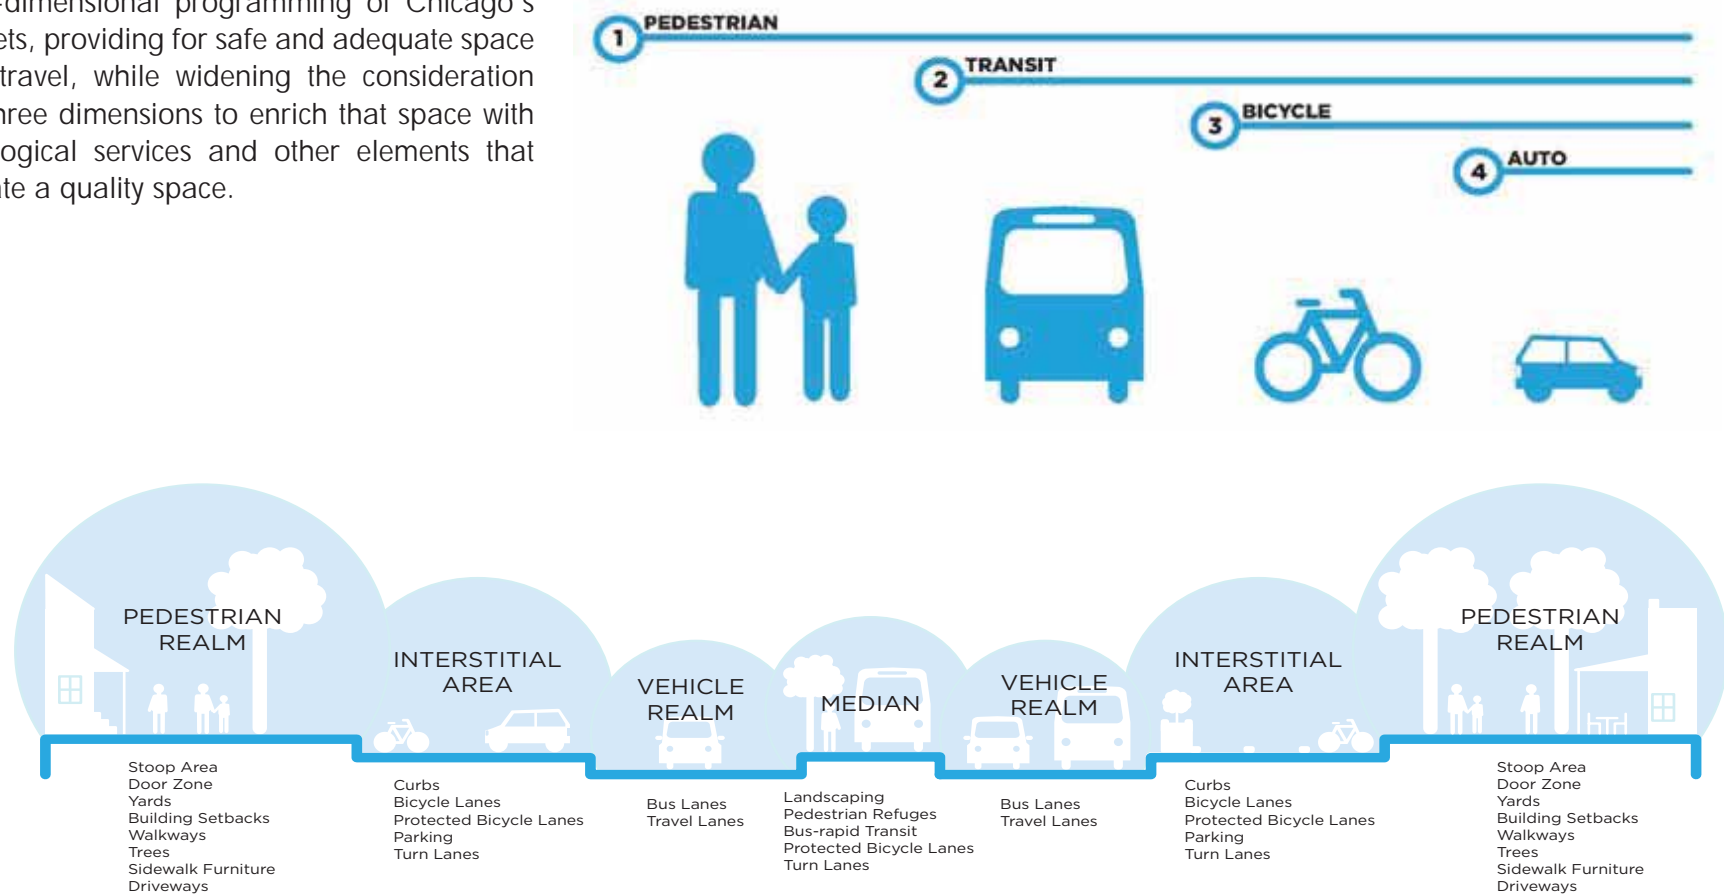 -dimensional programming of Chicago's
ets, providing for safe and adequate space
travel, while widening the consideration
hree dimensions to enrich that space with
ogical services and other elements that
ate a quality space.
1 PEDESTRIAN
2 TRANSIT
3 BICYCLE
4 AUTO
PEDESTRIAN
REALM
INTERSTITIAL
AREA
VEHICLE
REALM
MEDIAN
VEHICLE
REALM
INTERSTITIAL
AREA
PEDESTRIAN
REALM
Stoop Area
Door Zone
Yards
Building Setbacks
Walkways
Trees
Sidewalk Furniture
Driveways
Curbs
Bicycle Lanes
Protected Bicycle Lanes
Parking
Turn Lanes
Bus Lanes
Travel Lanes
Landscaping
Pedestrian Refuges
Bus-rapid Transit
Protected Bicycle Lanes
Turn Lanes
Bus Lanes
Travel Lanes
Curbs
Bicycle Lanes
Protected Bicycle Lanes
Parking
Turn Lanes
Stoop Area
Door Zone
Yards
Building Setbacks
Walkways
Trees
Sidewalk Furniture
Driveways